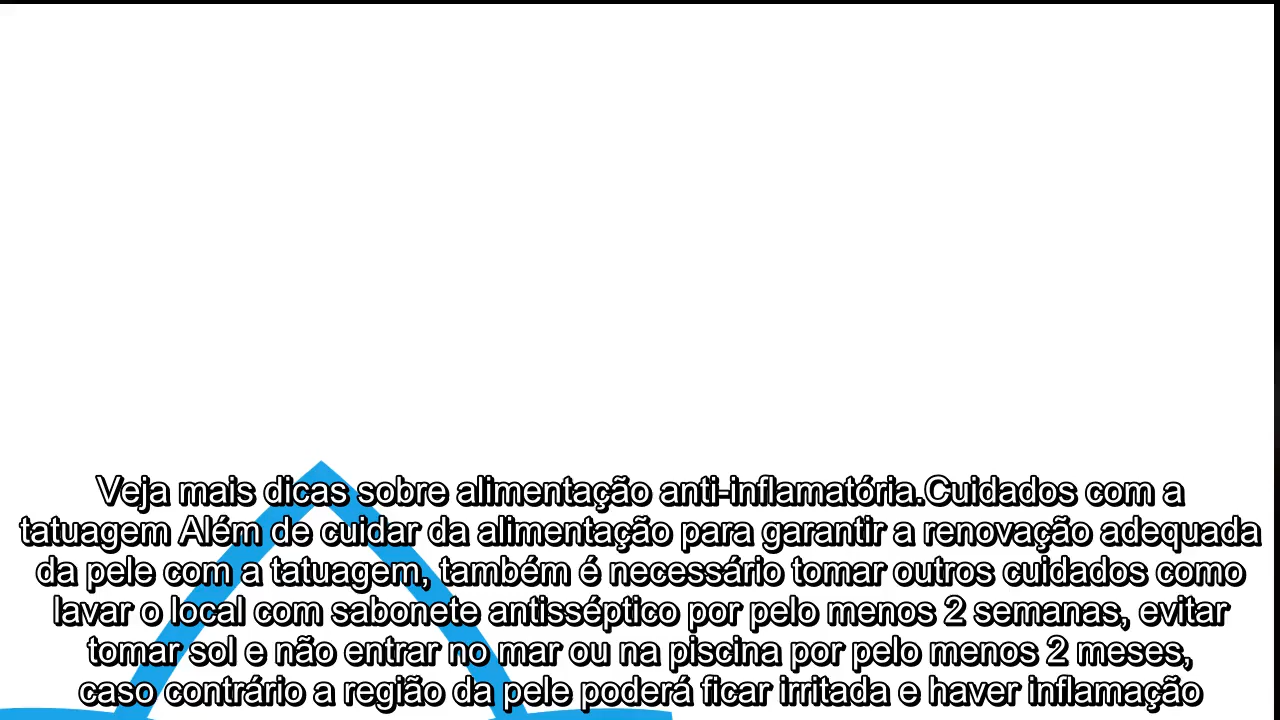 Veja mais dicas sobre alimentação anti-inflamatória.Cuidados com a
tatuagem Além de cuidar da alimentação para garantir a renovação adequada
da pele com a tatuagem, também é necessário tomar outros cuidados como
lavar o local com sabonete antisséptico por pelo menos 2 semanas, evitar
tomar sol e não entrar no mar ou na piscina por pelo menos 2 meses,
caso contrário a região da pele poderá ficar irritada e haver inflamação